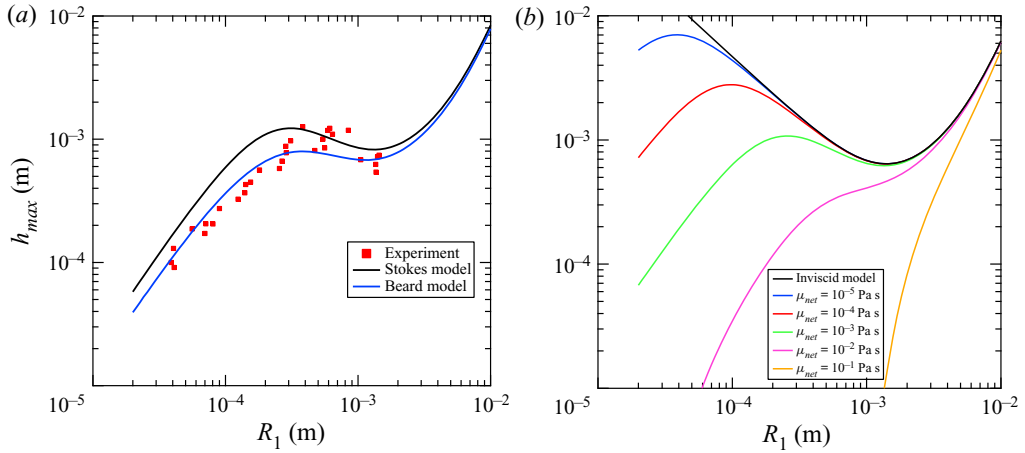 (a)
10⁻²
10⁻³
10⁻⁴
10⁻⁵
10⁻⁴
10⁻³
10⁻²
h_max (m)
R₁ (m)
Experiment
Stokes model
Beard model
(b)
10⁻²
10⁻³
10⁻⁴
10⁻⁵
10⁻⁴
10⁻³
10⁻²
R₁ (m)
Inviscid model
μ_net = 10⁻⁵ Pa s
μ_net = 10⁻⁴ Pa s
μ_net = 10⁻³ Pa s
μ_net = 10⁻² Pa s
μ_net = 10⁻¹ Pa s